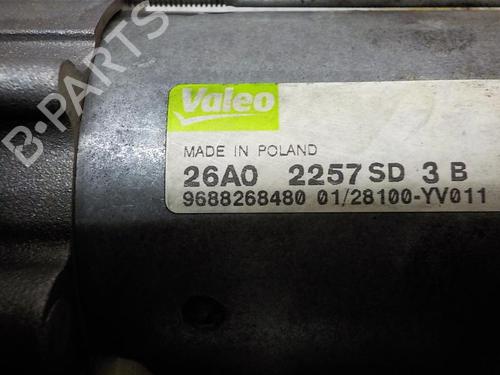 B-PARTS
Valeo
MADE IN POLAND
26A0 2257 SD 3 B
9688268480 01/28100-YV011